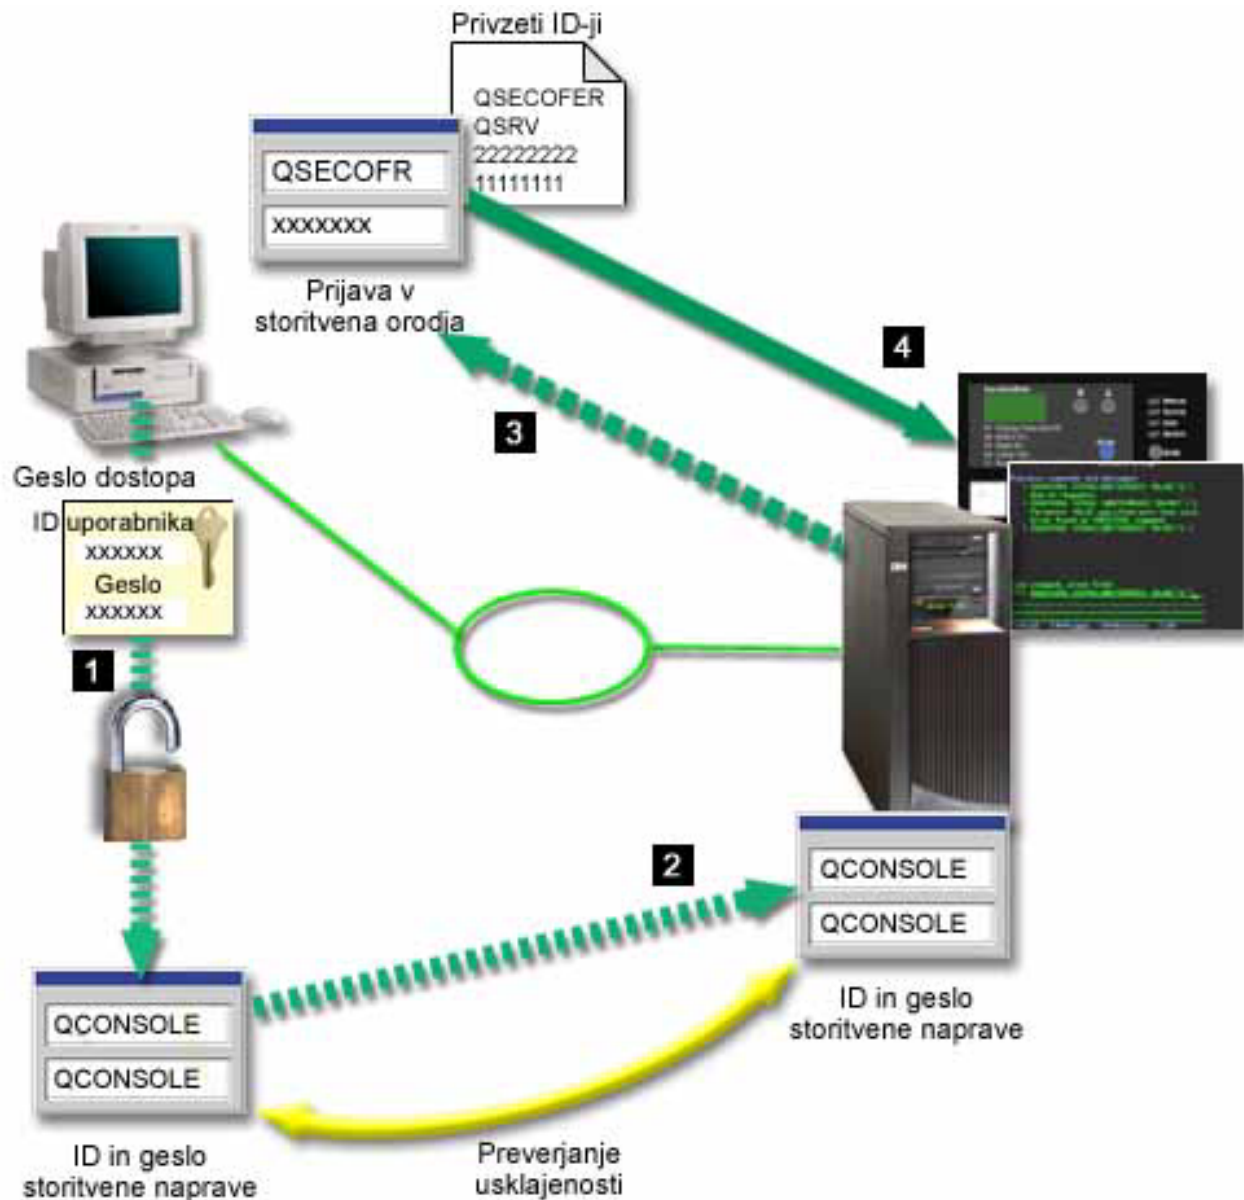 Privzeti ID-ji
QSECOFER
QSRV
22222222
11111111
QSECOFR
xxxxxxx
Prijava v
storitvena orodja
4
3
Geslo dostopa
ID uporabnika
xxxxxx
Geslo
xxxxxx
1
IBM
2
QCONSOLE
QCONSOLE
ID in geslo
storitvene naprave
QCONSOLE
QCONSOLE
ID in geslo
storitvene naprave
Preverjanje
usklajenosti